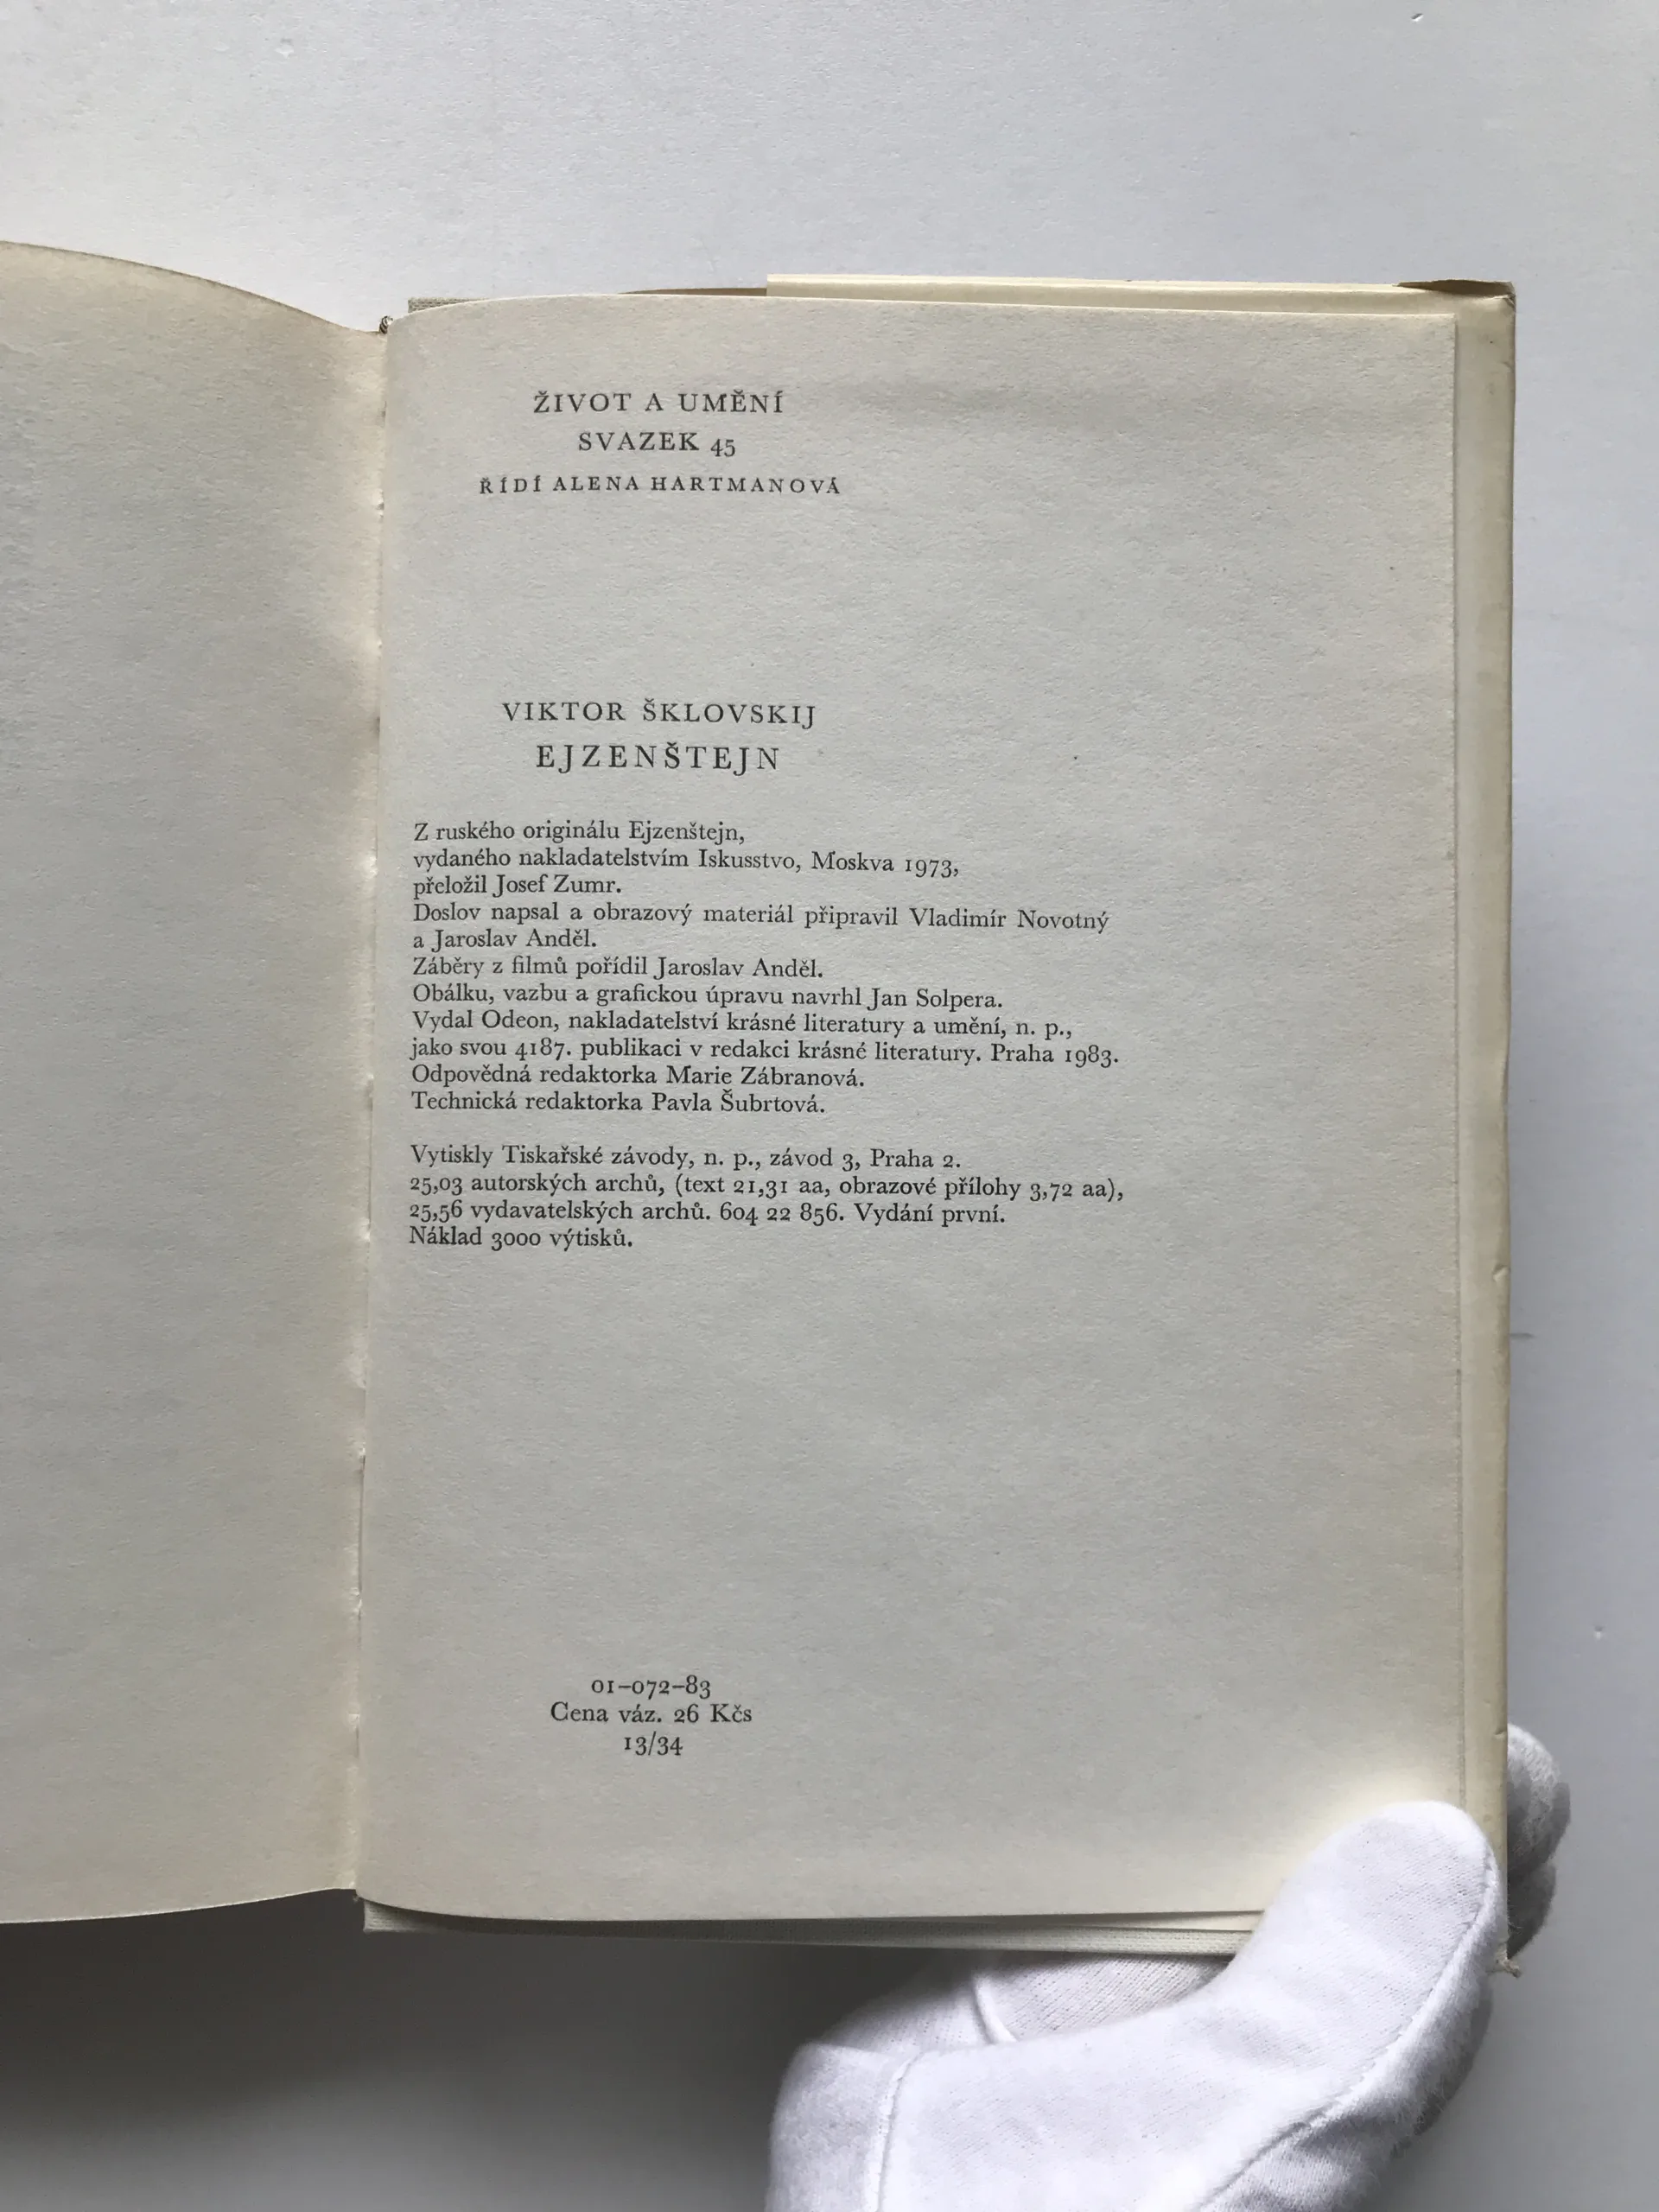 ŽIVOT A UMĚNÍ
SVAZEK 45
ŘÍDÍ ALENA HARTMANOVÁ
VIKTOR ŠKLOVSKIJ
EJZENŠTEJN
Z ruského originálu Ejzenštejn,
vydaného nakladatelstvím Iskusstvo, Moskva 1973,
přeložil Josef Zumr.
Doslov napsal a obrazový materiál připravil Vladimír Novotný
a Jaroslav Anděl.
Záběry z filmů pořídil Jaroslav Anděl.
Obálku, vazbu a grafickou úpravu navrhl Jan Solpera.
Vydal Odeon, nakladatelství krásné literatury a umění, n. p.,
jako svou 4187. publikaci v redakci krásné literatury. Praha 1983.
Odpovědná redaktorka Marie Zábranová.
Technická redaktorka Pavla Šubrtová.
Vytiskly Tiskařské závody, n. p., závod 3, Praha 2.
25,03 autorských archů, (text 21,31 aa, obrazové přílohy 3,72 aa),
25,56 vydavatelských archů. 604 22 856. Vydání první.
Náklad 3000 výtisků.
01–072–83
Cena váz. 26 Kčs
13/34